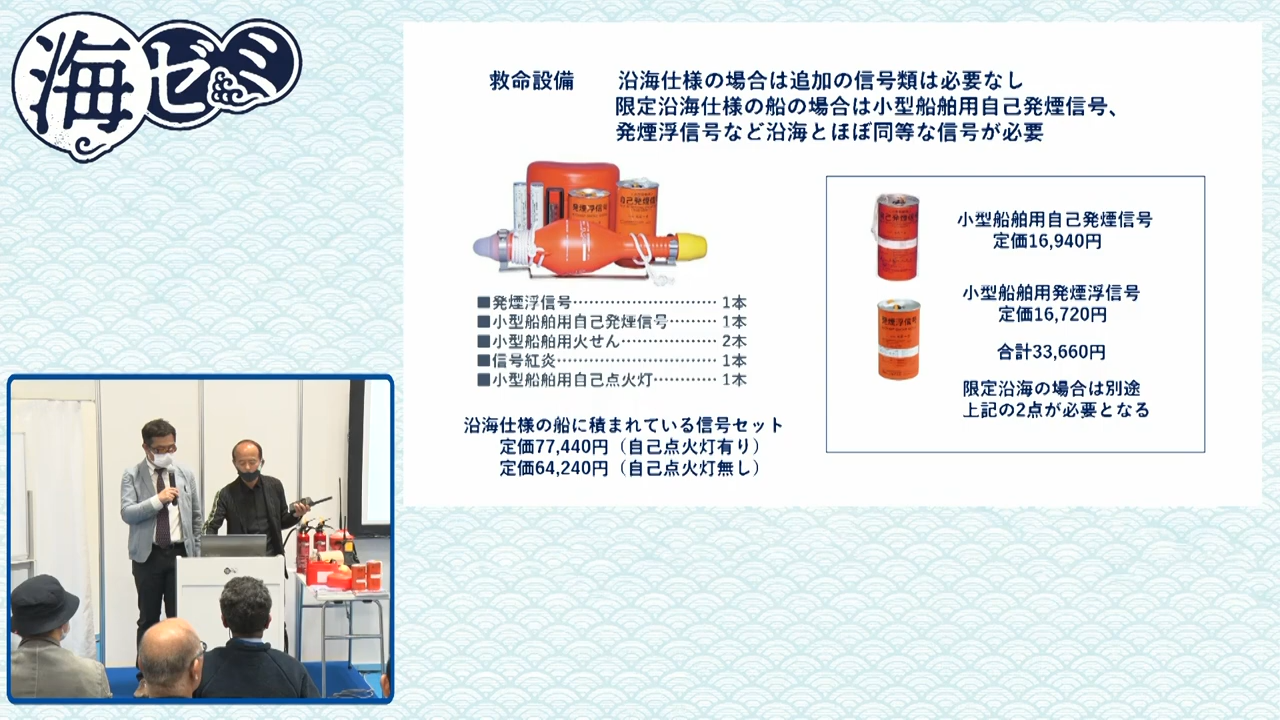 海ゼミ
救命設備 沿海仕様の場合は追加の信号類は必要なし
限定沿海仕様の船の場合は小型船舶用自己発煙信号、
発煙浮信号など沿海とほぼ同等な信号が必要
発煙浮信号
自己発煙信号
■発煙浮信号……………………… 1本
■小型船舶用自己発煙信号……… 1本
■小型船舶用火せん……………… 2本
■信号紅炎………………………… 1本
■小型船舶用自己点火灯………… 1本
沿海仕様の船に積まれている信号セット
定価77,440円（自己点火灯有り）
定価64,240円（自己点火灯無し）
自己発煙信号
小型船舶用自己発煙信号
定価16,940円
発煙浮信号
小型船舶用発煙浮信号
定価16,720円
合計33,660円
限定沿海の場合は別途
上記の2点が必要となる